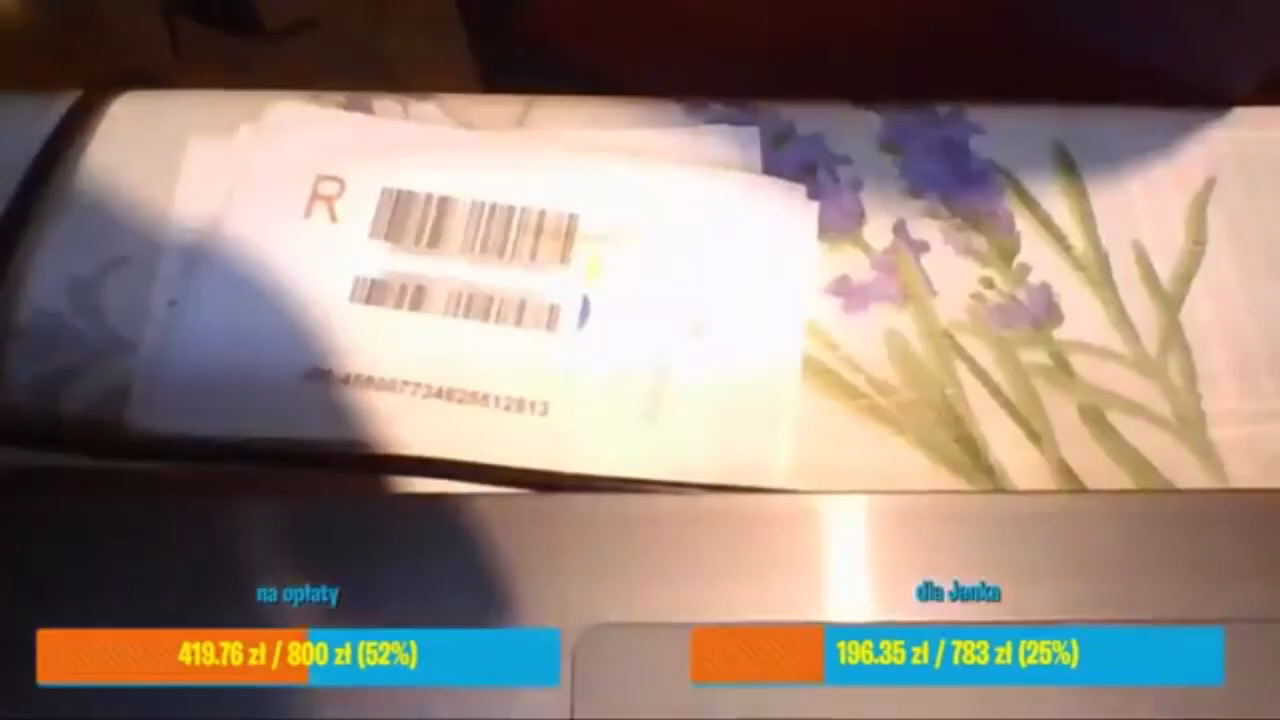 R
na opłaty
dla Janka
419.76 zł / 800 zł (52%)
196.35 zł / 783 zł (25%)